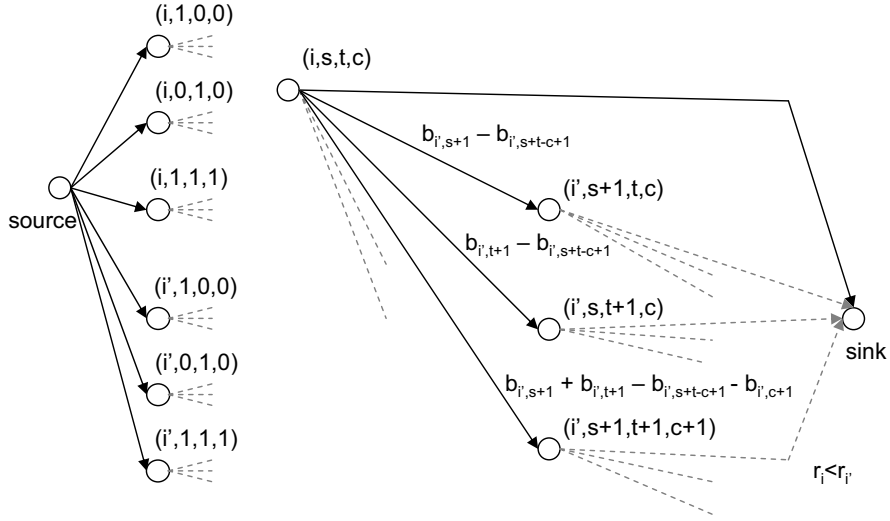 (i,1,0,0)
(i,0,1,0)
(i,1,1,1)
source
(i',1,0,0)
(i',0,1,0)
(i',1,1,1)
(i,s,t,c)
b_{i',s+1} – b_{i',s+t-c+1}
(i',s+1,t,c)
b_{i',t+1} – b_{i',s+t-c+1}
(i',s,t+1,c)
sink
b_{i',s+1} + b_{i',t+1} – b_{i',s+t-c+1} - b_{i',c+1}
(i',s+1,t+1,c+1)
r_i<r_{i'}